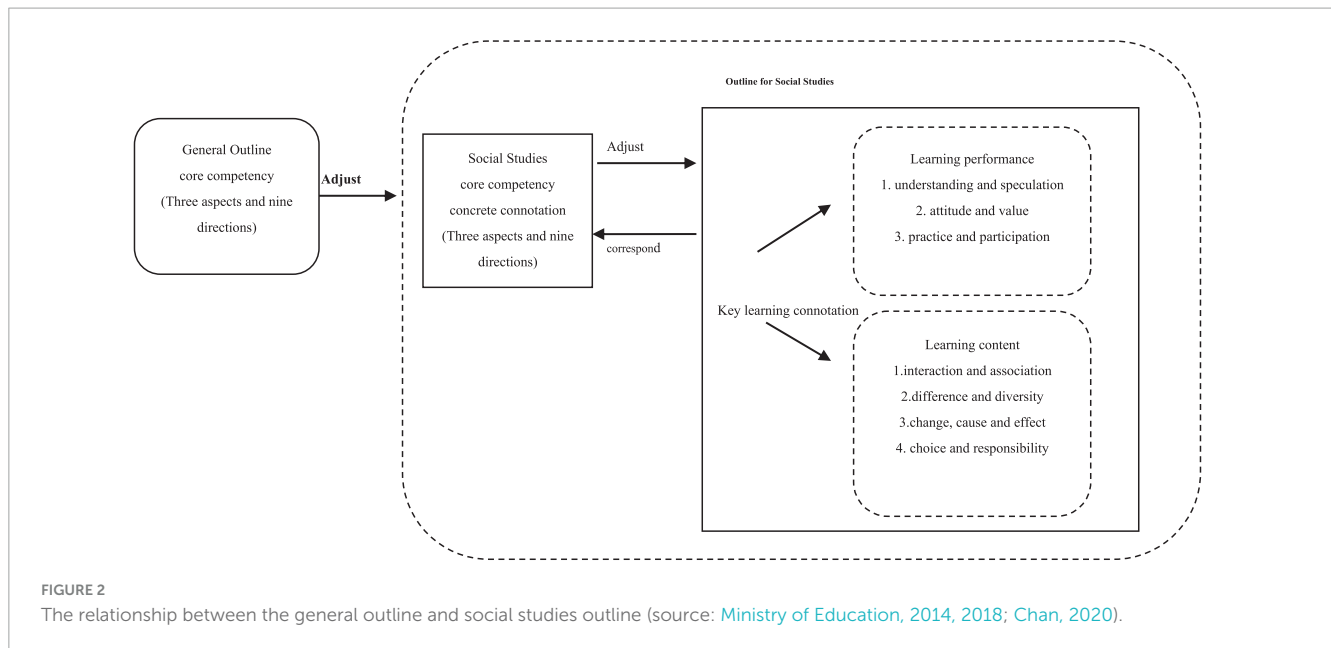 Outline for Social Studies
General Outline
core competency
(Three aspects and nine
directions)
Adjust
Social Studies
core competency
concrete connotation
(Three aspects and nine
directions)
Adjust
correspond
Key learning connotation
Learning performance
1. understanding and speculation
2. attitude and value
3. practice and participation
Learning content
1.interaction and association
2.difference and diversity
3.change, cause and effect
4. choice and responsibility
FIGURE 2
The relationship between the general outline and social studies outline (source: Ministry of Education, 2014, 2018; Chan, 2020).